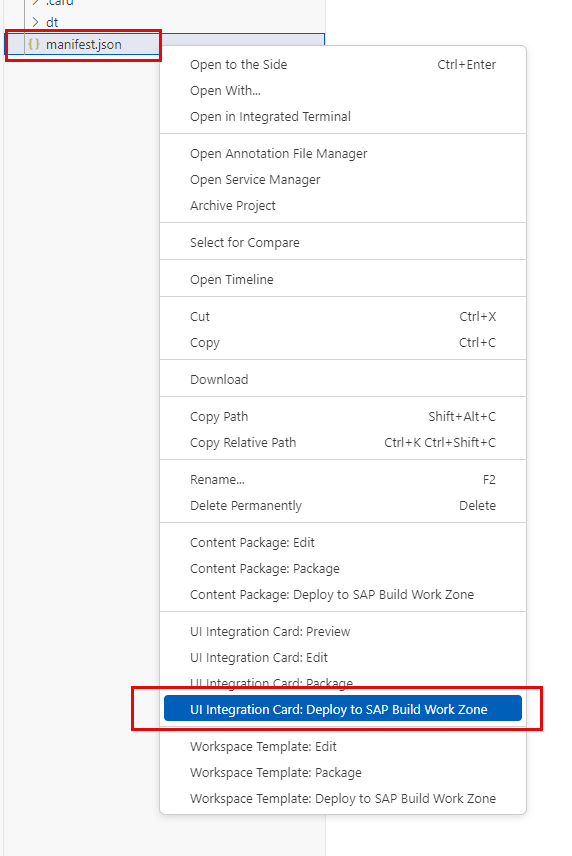 .card
dt
{} manifest.json
Open to the Side Ctrl+Enter
Open With...
Open in Integrated Terminal
Open Annotation File Manager
Open Service Manager
Archive Project
Select for Compare
Open Timeline
Cut Ctrl+X
Copy Ctrl+C
Download
Copy Path Shift+Alt+C
Copy Relative Path Ctrl+K Ctrl+Shift+C
Rename... F2
Delete Permanently Delete
Content Package: Edit
Content Package: Package
Content Package: Deploy to SAP Build Work Zone
UI Integration Card: Preview
UI Integration Card: Edit
UI Integration Card: Package
UI Integration Card: Deploy to SAP Build Work Zone
Workspace Template: Edit
Workspace Template: Package
Workspace Template: Deploy to SAP Build Work Zone